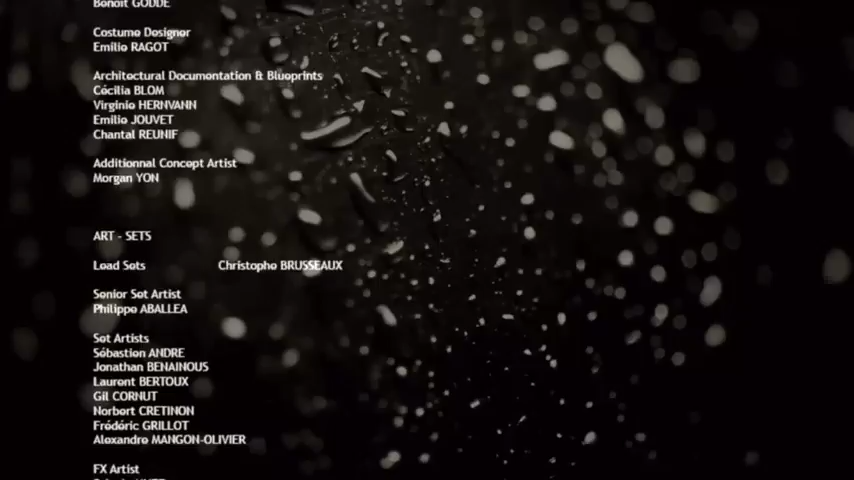 Benoit GODDE
Costume Designer
Emilie RAGOT
Architectural Documentation & Blueprints
Cécilia BLOM
Virginie HERNVANN
Emilie JOUVET
Chantal REUNIF
Additionnal Concept Artist
Morgan YON
ART - SETS
Lead Sets Christophe BRUSSEAUX
Senior Set Artist
Philippe ABALLEA
Set Artists
Sébastien ANDRE
Jonathan BENAINOUS
Laurent BERTOUX
Gil CORNUT
Norbert CRETINON
Frédéric GRILLOT
Alexandre MANGON-OLIVIER
FX Artist